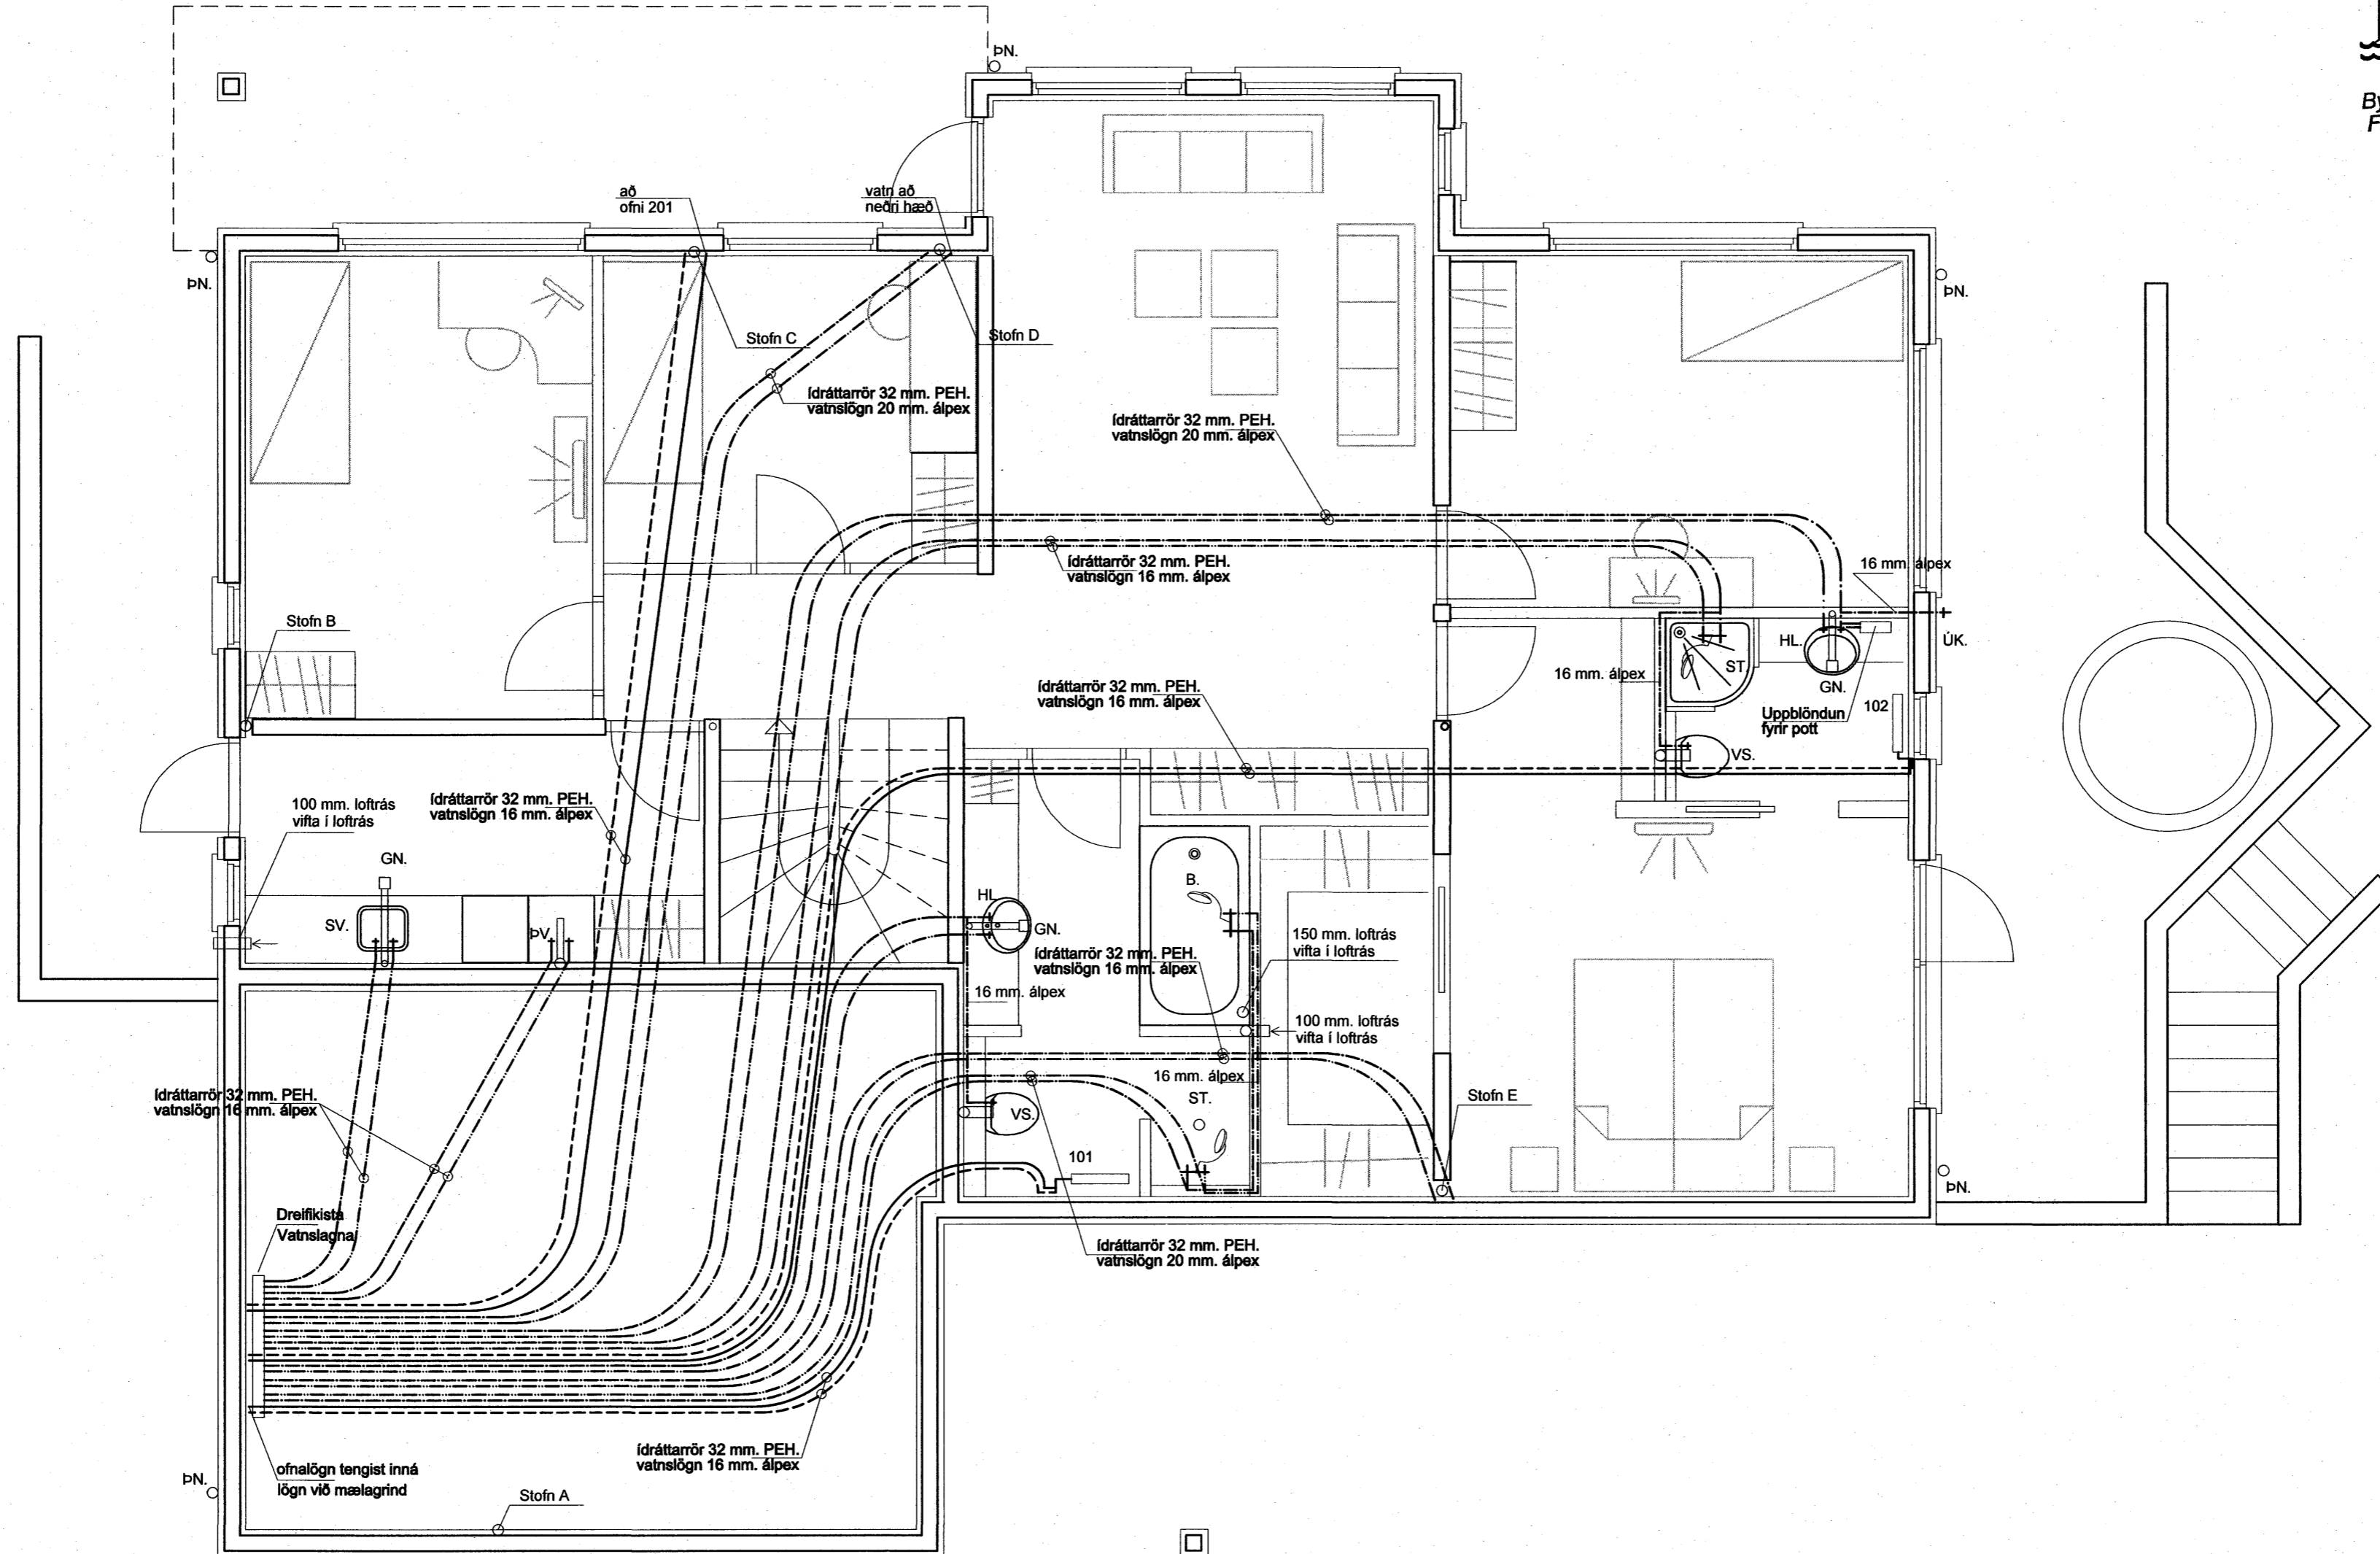 ÞN.
By
F
að
ofni 201
vatn að
neðri hæð
ÞN.
ÞN.
Stofn C
Stofn D
ídráttarrör 32 mm. PEH.
vatnslögn 20 mm. álpex
ídráttarrör 32 mm. PEH.
vatnslögn 20 mm. álpex
ídráttarrör 32 mm. PEH.
vatnslögn 16 mm. álpex
16 mm. álpex
Stofn B
HL.
ST.
ÚK.
16 mm. álpex
GN.
ídráttarrör 32 mm. PEH.
vatnslögn 16 mm. álpex
Uppblöndun
fyrir pott
102
VS.
100 mm. loftrás
vifta í loftrás
ídráttarrör 32 mm. PEH.
vatnslögn 16 mm. álpex
GN.
B.
HL.
SV.
ÞV.
GN.
150 mm. loftrás
vifta í loftrás
ídráttarrör 32 mm. PEH.
vatnslögn 16 mm. álpex
16 mm. álpex
100 mm. loftrás
vifta í loftrás
16 mm. álpex
ídráttarrör 32 mm. PEH.
vatnslögn 16 mm. álpex
ST.
Stofn E
VS.
101
ÞN.
Dreifikista
Vatnslagna
ídráttarrör 32 mm. PEH.
vatnslögn 20 mm. álpex
ídráttarrör 32 mm. PEH.
vatnslögn 16 mm. álpex
ofnalögn tengist inná
lögn við mælagrind
ÞN.
Stofn A